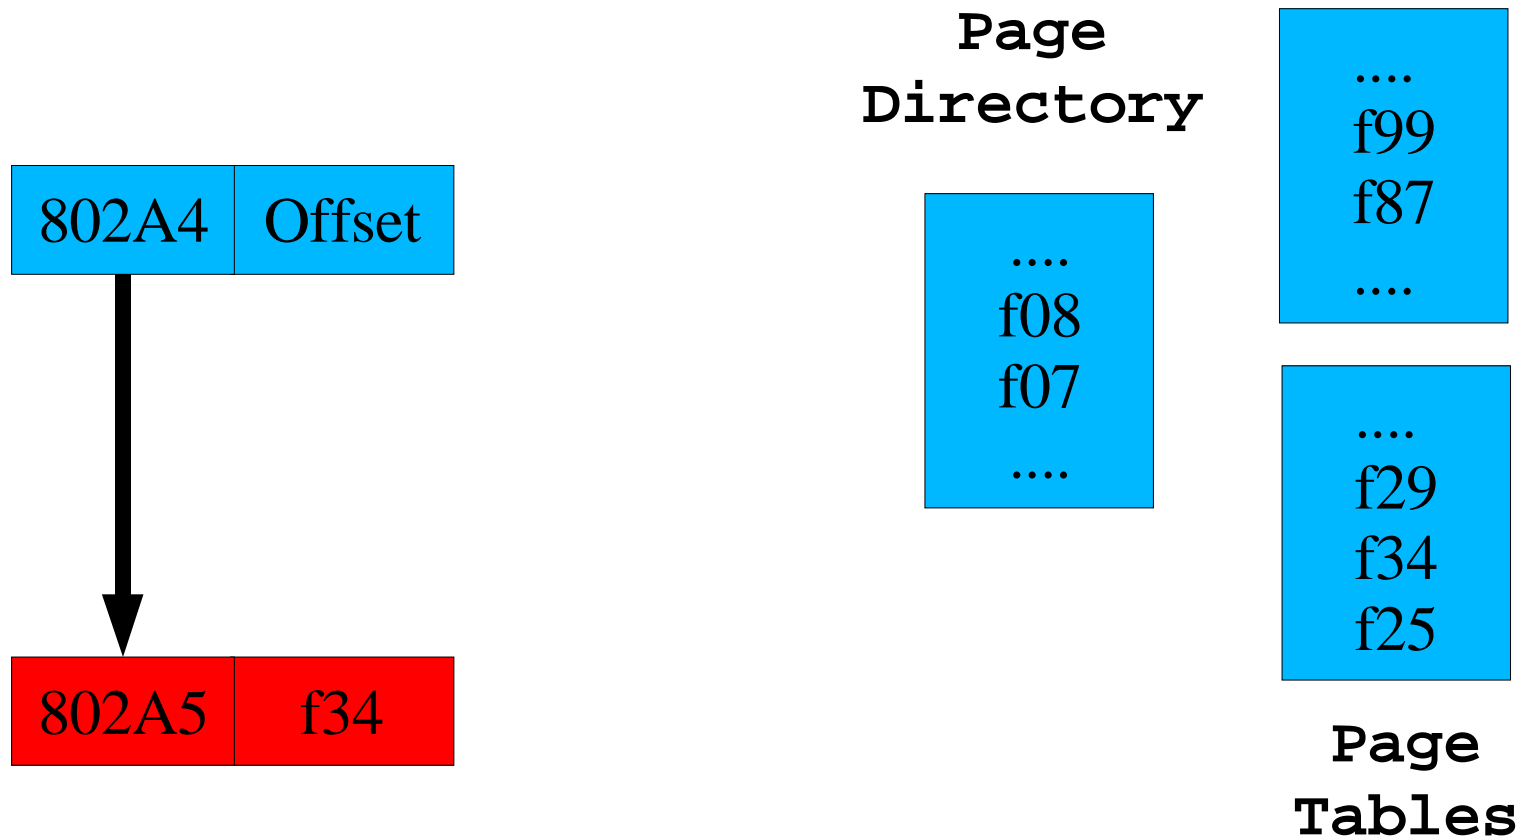 802A4 Offset
802A5 f34
Page
Directory
....
f08
f07
....
....
f99
f87
....
....
f29
f34
f25
Page
Tables